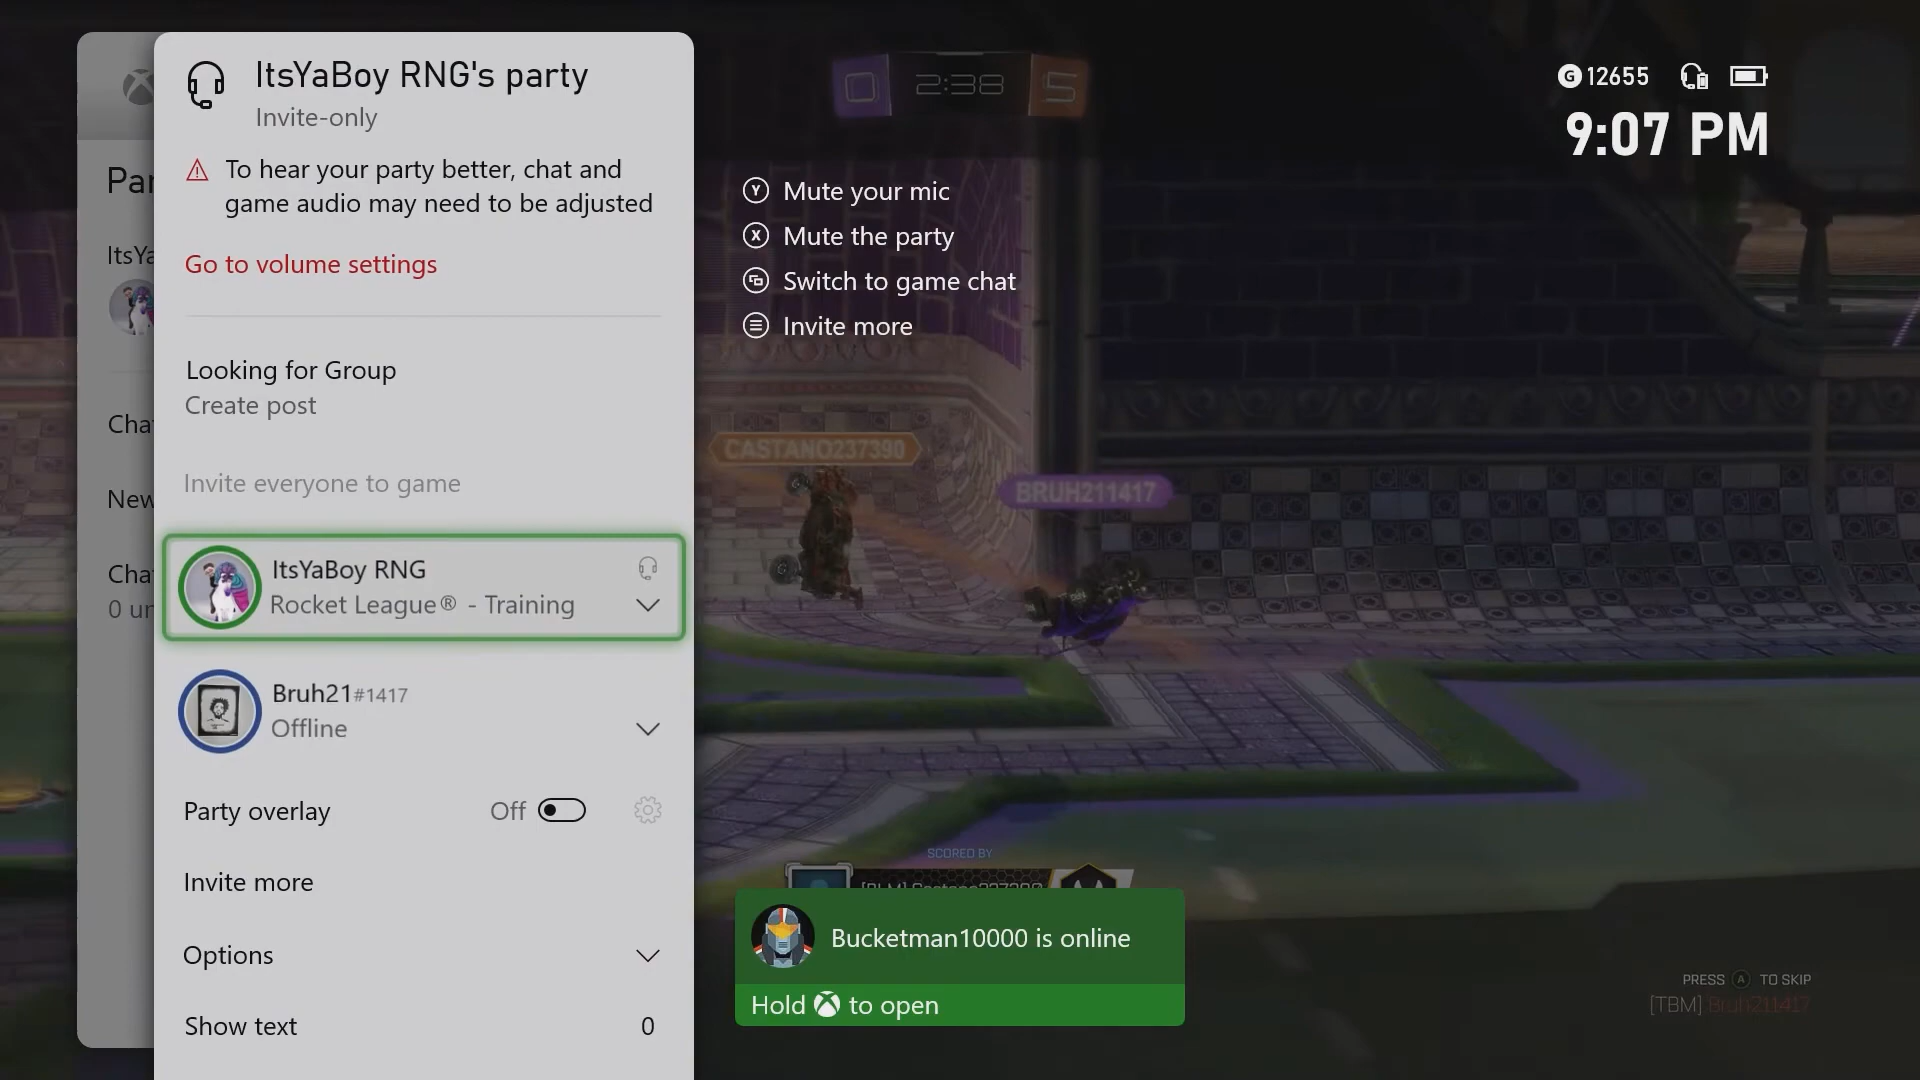 ItsYaBoy RNG's party
Invite-only
To hear your party better, chat and
game audio may need to be adjusted
Go to volume settings
Looking for Group
Create post
Invite everyone to game
ItsYaBoy RNG
Rocket League® - Training
Bruh21#1417
Offline
Party overlay
Off
Invite more
Options
Show text
0
Par
ItsYa
Cha
New
Cha
0 un
0
2:38
5
G 12655
9:07 PM
Y Mute your mic
X Mute the party
Switch to game chat
Invite more
CASTANO237390
BRUH211417
SCORED BY
Bucketman10000 is online
Hold to open
PRESS A TO SKIP
[TBM] Bruh211417